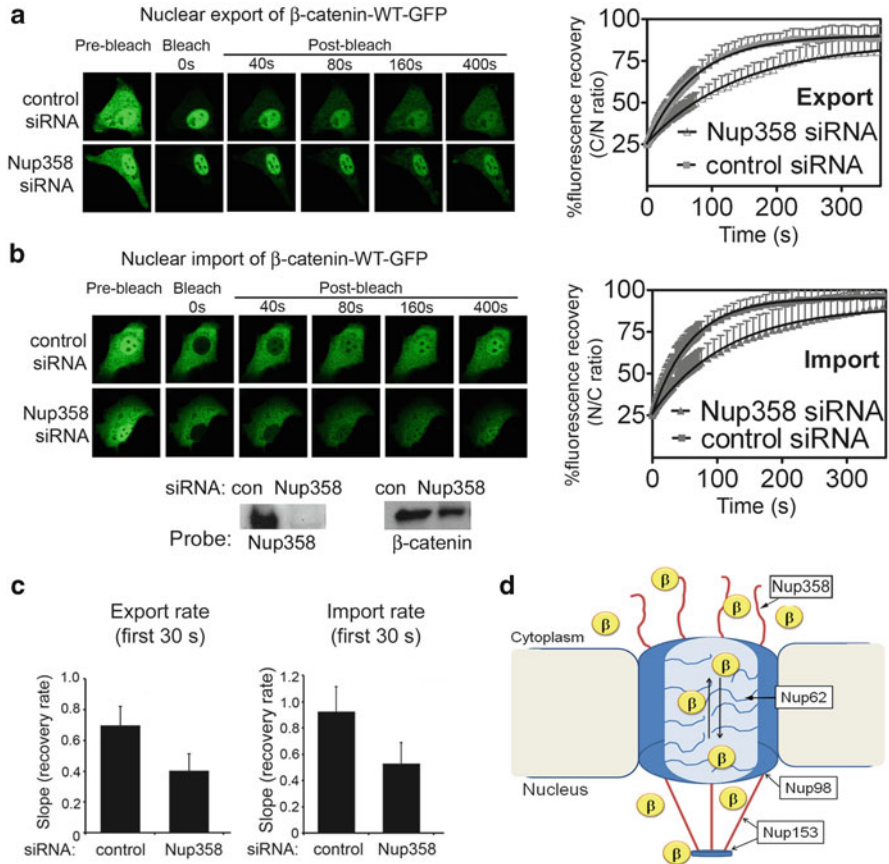 a
Nuclear export of β-catenin-WT-GFP
Pre-bleach Bleach Post-bleach
0s 40s 80s 160s 400s
control
siRNA
Nup358
siRNA
%fluorescence recovery
(C/N ratio)
100
75
50
25
Export
Nup358 siRNA
control siRNA
0 100 200 300
Time (s)
b
Nuclear import of β-catenin-WT-GFP
Pre-bleach Bleach Post-bleach
0s 40s 80s 160s 400s
control
siRNA
Nup358
siRNA
%fluorescence recovery
(N/C ratio)
100
75
50
25
Import
Nup358 siRNA
control siRNA
0 100 200 300
Time (s)
siRNA: con Nup358 con Nup358
Probe: Nup358 β-catenin
c
Export rate
(first 30 s)
Slope (recovery rate)
1.0
0.8
0.6
0.4
0.2
0
siRNA: control Nup358
Import rate
(first 30 s)
Slope (recovery rate)
1.2
1.0
0.8
0.6
0.4
0.2
0
siRNA: control Nup358
d
Nup358
β
β
β
β
Cytoplasm
β
β
Nup62
β
Nucleus
Nup98
β
β
Nup153
β